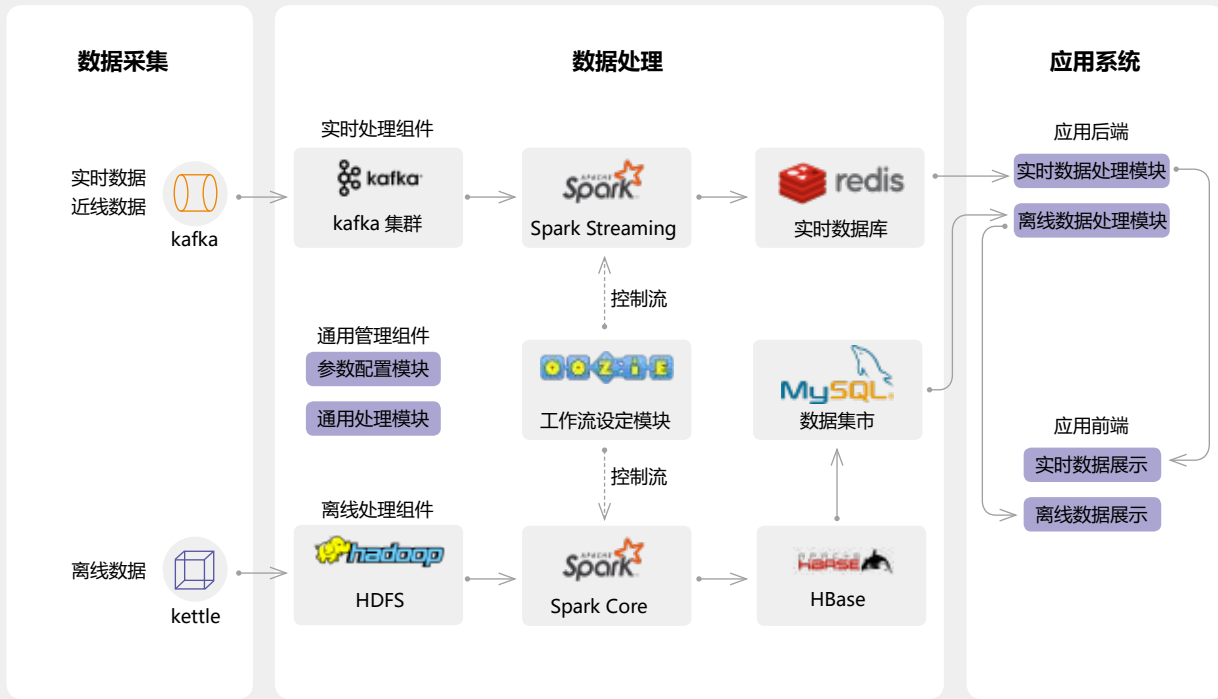 数据采集
数据处理
应用系统
实时数据
近线数据
kafka
离线数据
kettle
实时处理组件
kafka
kafka 集群
APACHE
Spark
Spark Streaming
redis
实时数据库
控制流
通用管理组件
参数配置模块
通用处理模块
OOZIE
工作流设定模块
MySQL
数据集市
控制流
离线处理组件
hadoop
HDFS
APACHE
Spark
Spark Core
APACHE
HBASE
HBase
应用后端
实时数据处理模块
离线数据处理模块
应用前端
实时数据展示
离线数据展示